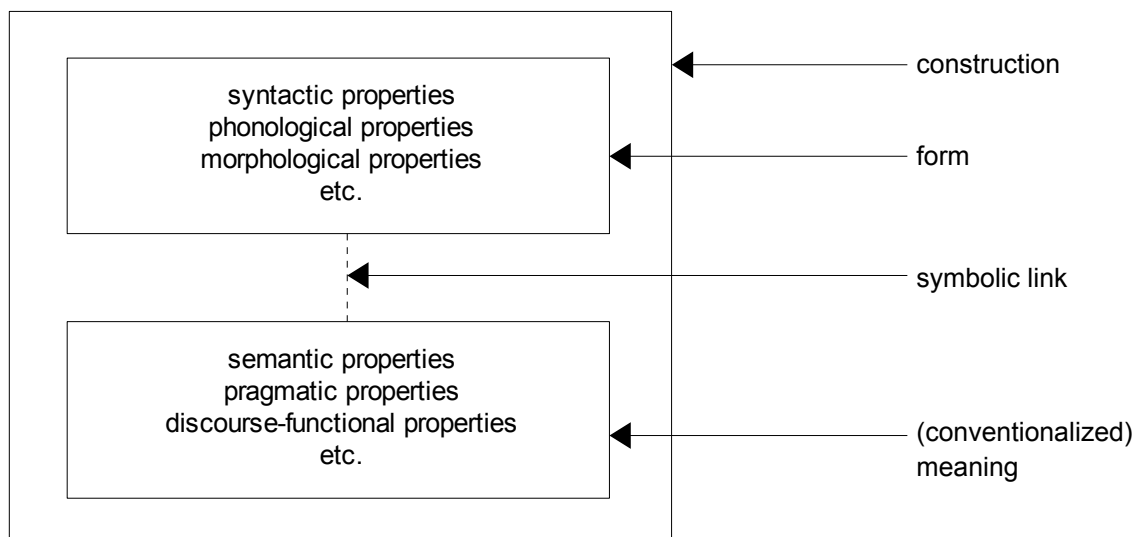 syntactic properties
phonological properties
morphological properties
etc.
semantic properties
pragmatic properties
discourse-functional properties
etc.
construction
form
symbolic link
(conventionalized)
meaning